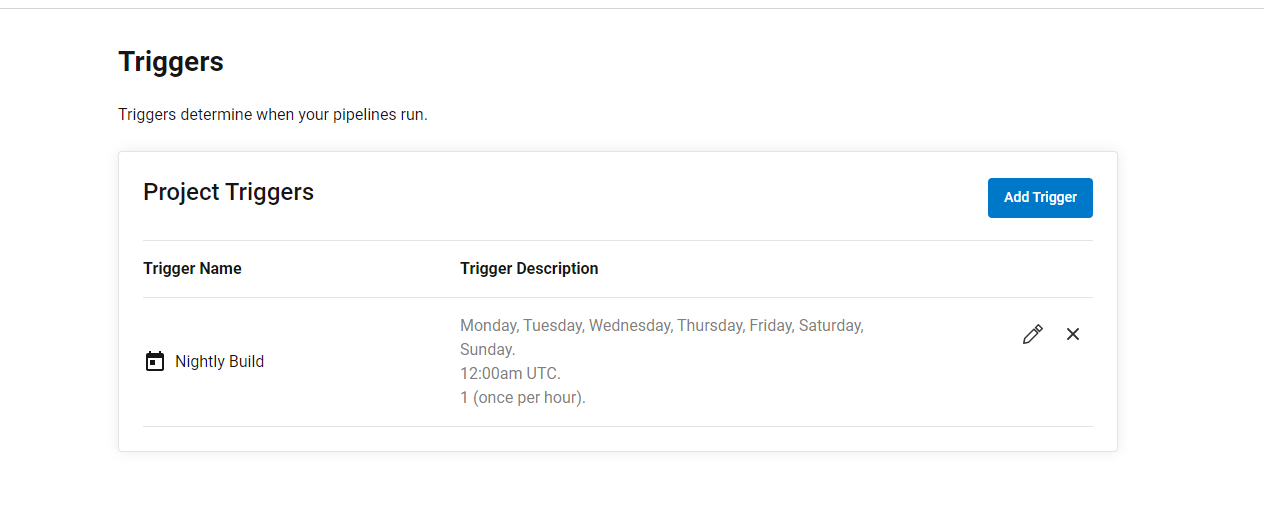 Triggers
Triggers determine when your pipelines run.
Project Triggers
Add Trigger
Trigger Name
Trigger Description
Nightly Build
Monday, Tuesday, Wednesday, Thursday, Friday, Saturday,
Sunday.
12:00am UTC.
1 (once per hour).